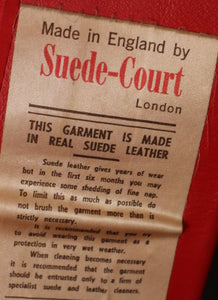 Made in England by
Suede-Court
London
THIS GARMENT IS MADE
IN REAL SUEDE LEATHER
Suede leather gives years of wear
but in the first six months you may
experience some shedding of fine nap.
To limit this as much as possible do
not brush the garment more than is
strictly necessary.
It is recommended that you try
to avoid wearing this garment as a
protection in very wet weather.
When cleaning becomes necessary
it is recommended that the garment
should be entrusted only to a firm of
specialist suede and leather cleaners.